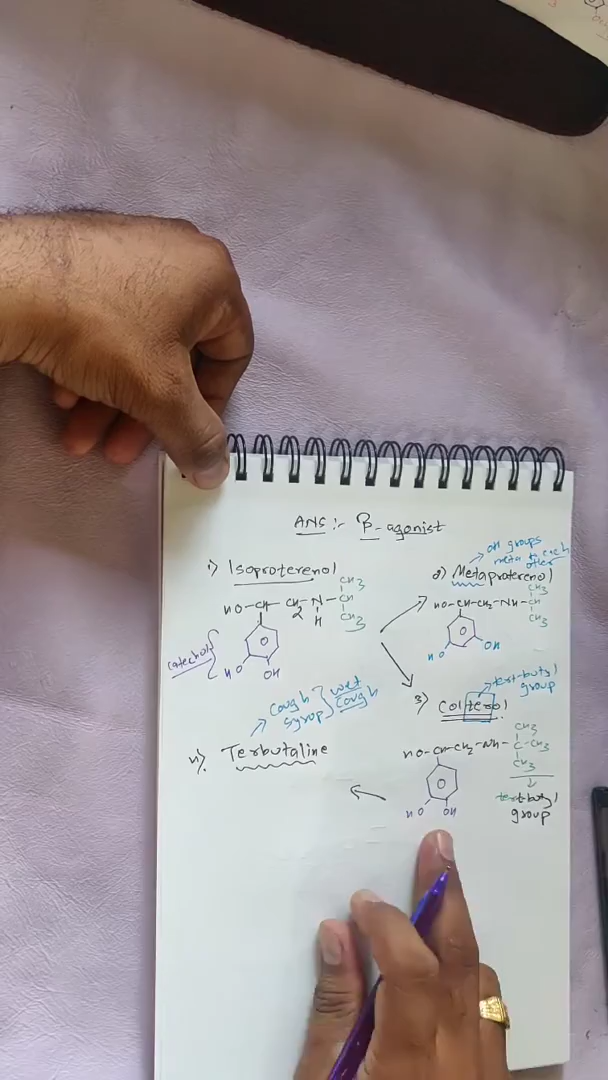 ANS :- β-agonist
1) Isoproterenol
CH3
HO-CH-CH2-N-CH
H
CH3
catechol
HO OH
2) Metaproterenol
OH groups
meta to each
other
CH3
HO-CH-CH2-NH-CH
CH3
HO OH
3) Colterol
tert-butyl
group
CH3
HO-CH-CH2-NH-C-CH3
CH3
HO OH
tert-butyl
group
4) Terbutaline
Cough
syrup
wet
cough